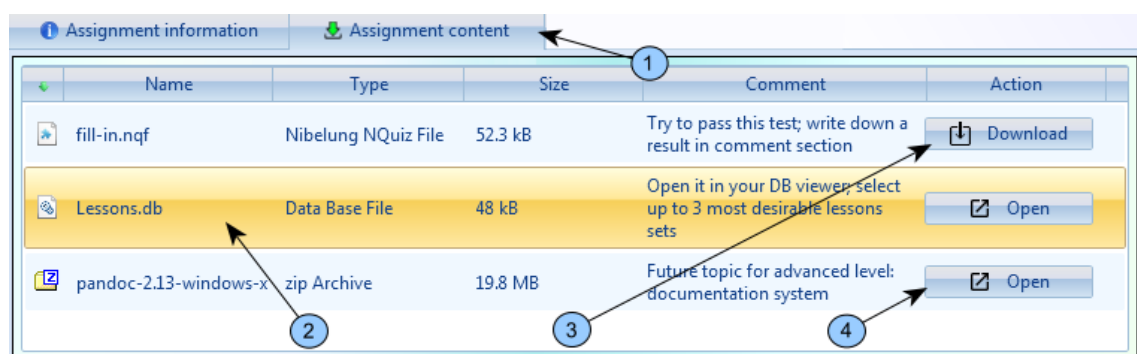 Assignment information
Assignment content
1
Name Type Size Comment Action
fill-in.nqf Nibelung NQuiz File 52.3 kB Try to pass this test; write down a
result in comment section
Download
Lessons.db Data Base File 48 kB Open it in your DB viewer; select
up to 3 most desirable lessons
sets
Open
pandoc-2.13-windows-x zip Archive 19.8 MB Future topic for advanced level:
documentation system
Open
2
3
4